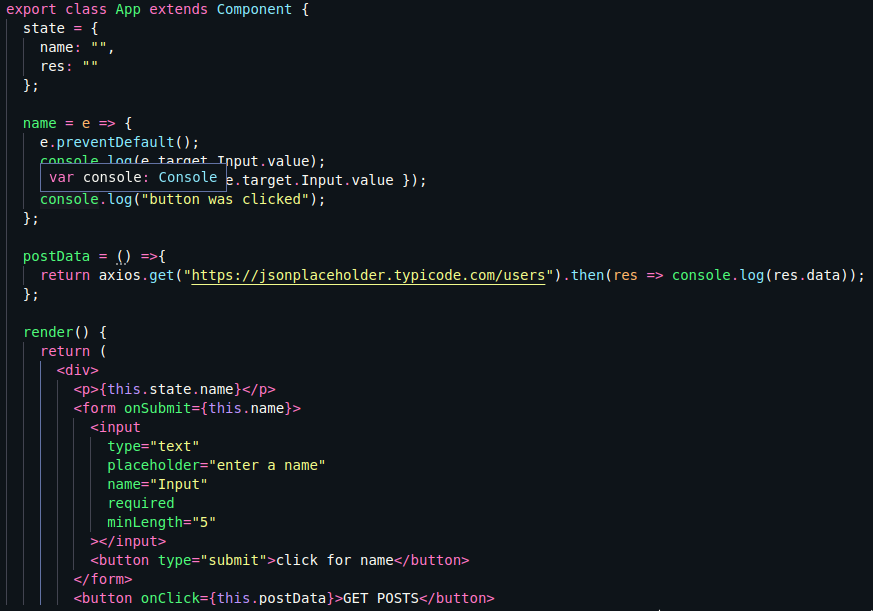 export class App extends Component {
state = {
name: "",
res: ""
};
name = e => {
e.preventDefault();
console.log(e.target.Input.value);
var console: Console
e.target.Input.value });
console.log("button was clicked");
};
postData = () =>{
return axios.get("https://jsonplaceholder.typicode.com/users").then(res => console.log(res.data));
};
render() {
return (
<div>
<p>{this.state.name}</p>
<form onSubmit={this.name}>
<input
type="text"
placeholder="enter a name"
name="Input"
required
minLength="5"
></input>
<button type="submit">click for name</button>
</form>
<button onClick={this.postData}>GET POSTS</button>